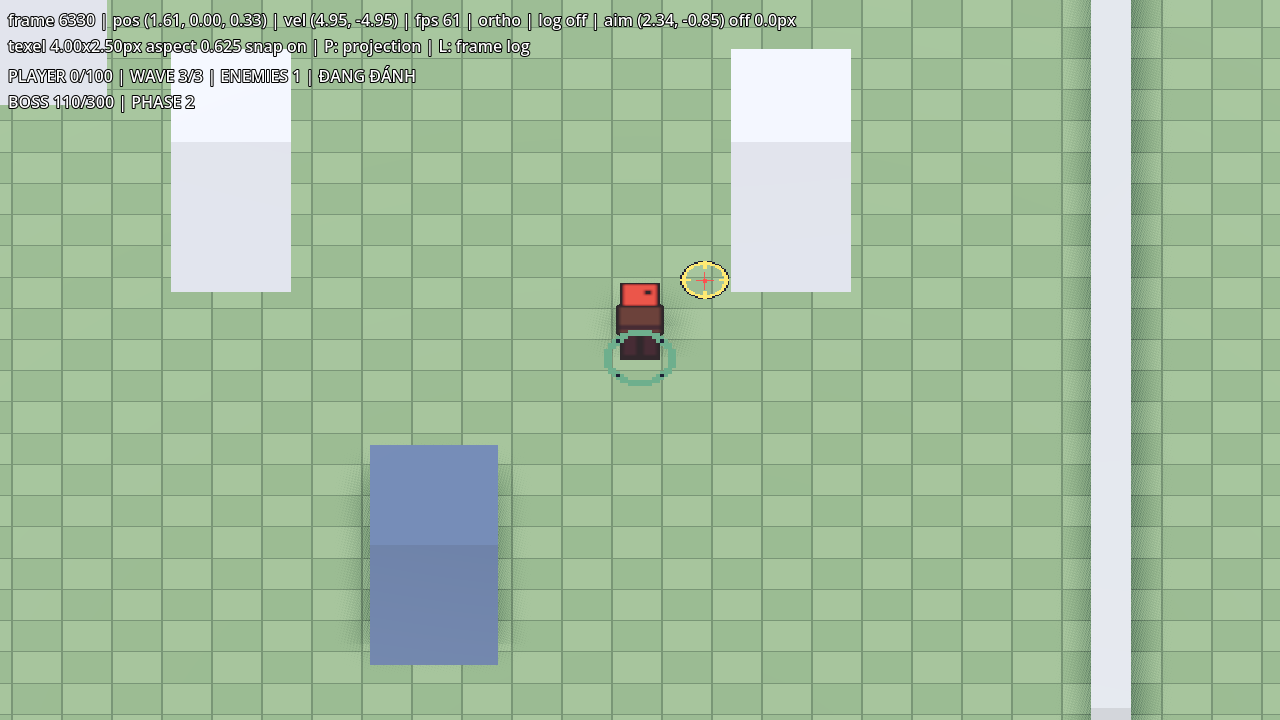 frame 6330 | pos (1.61, 0.00, 0.33) | vel (4.95, -4.95) | fps 61 | ortho | log off | aim (2.34, -0.85) off 0.0px
texel 4.00x2.50px aspect 0.625 snap on | P: projection | L: frame log
PLAYER 0/100 | WAVE 3/3 | ENEMIES 1 | ĐANG ĐÁNH
BOSS 110/300 | PHASE 2